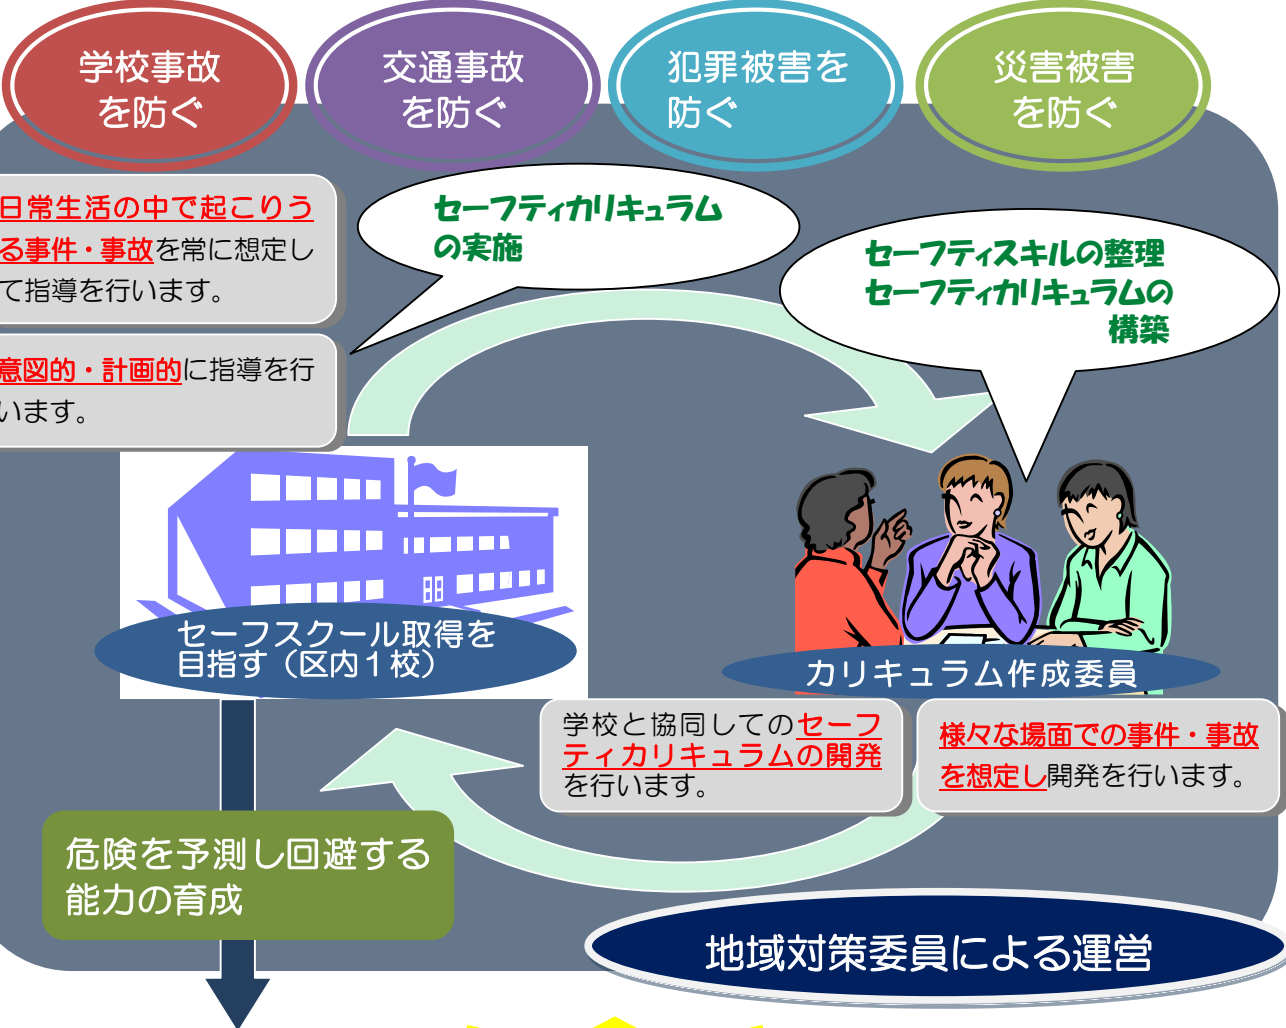 学校事故
を防ぐ
交通事故
を防ぐ
犯罪被害を
防ぐ
災害被害
を防ぐ
日常生活の中で起こりう
る事件・事故を常に想定し
て指導を行います。
意図的・計画的に指導を行
います。
セーフティカリキュラム
の実施
セーフティスキルの整理
セーフティカリキュラムの
構築
セーフスクール取得を
目指す（区内１校）
カリキュラム作成委員
学校と協同してのセーフ
ティカリキュラムの開発
を行います。
様々な場面での事件・事故
を想定し開発を行います。
危険を予測し回避する
能力の育成
地域対策委員による運営